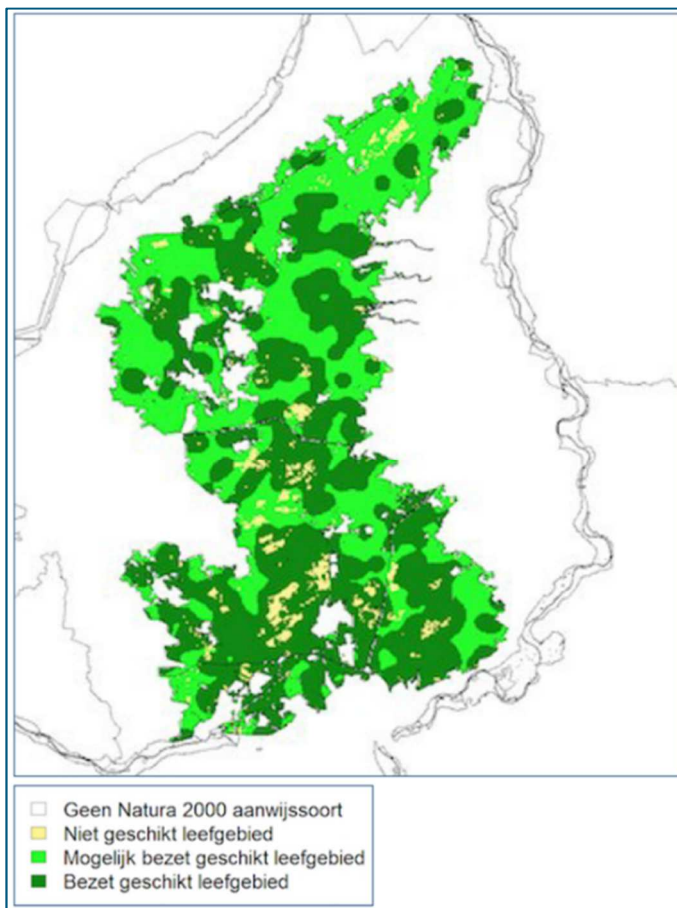 Geen Natura 2000 aanwijssoort
Niet geschikt leefgebied
Mogelijk bezet geschikt leefgebied
Bezet geschikt leefgebied